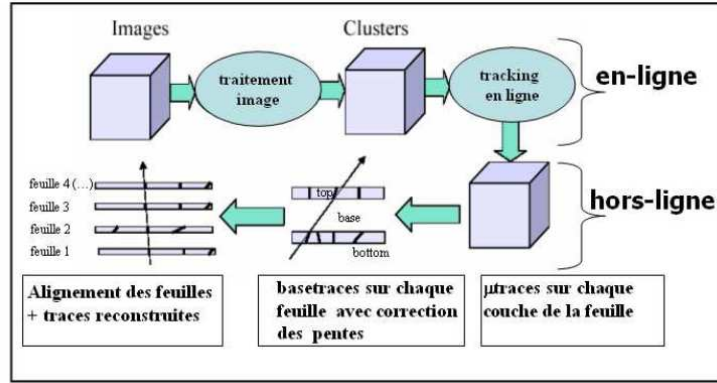 Images
Clusters
traitement
image
tracking
en ligne
en-ligne
feuille 4 (...)
feuille 3
feuille 2
feuille 1
top
base
bottom
hors-ligne
Alignement des feuilles
+ traces reconstruites
basetraces sur chaque
feuille avec correction
des pentes
µtraces sur chaque
couche de la feuille